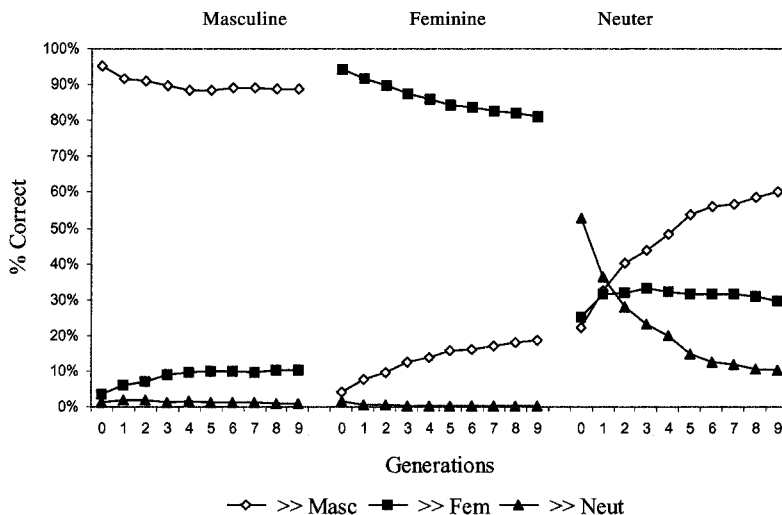 Masculine Feminine Neuter
100%
90%
80%
70%
60%
50%
40%
30%
20%
10%
0%
% Correct
0 1 2 3 4 5 6 7 8 9 0 1 2 3 4 5 6 7 8 9 0 1 2 3 4 5 6 7 8 9
Generations
>> Masc >> Fem >> Neut